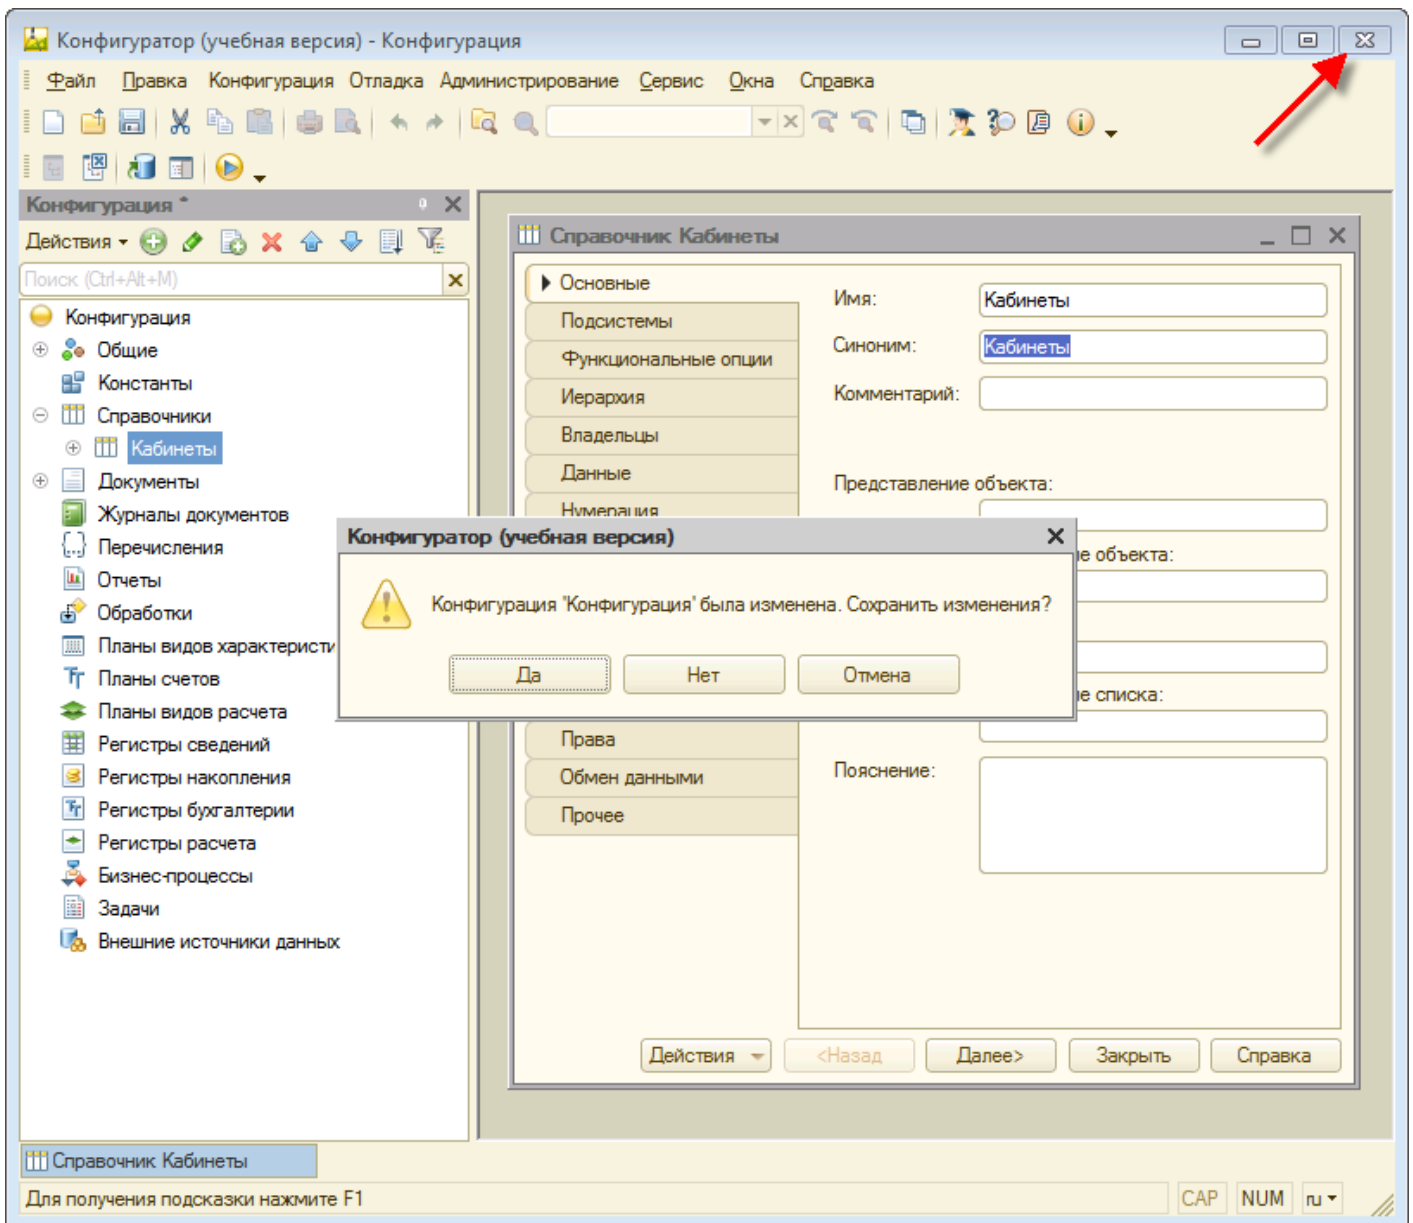 Конфигуратор (учебная версия) - Конфигурация
Файл Правка Конфигурация Отладка Администрирование Сервис Окна Справка
Конфигурация *
Действия
Поиск (Ctrl+Alt+M)
Конфигурация
Общие
Константы
Справочники
Кабинеты
Документы
Журналы документов
Перечисления
Отчеты
Обработки
Планы видов характеристи
Планы счетов
Планы видов расчета
Регистры сведений
Регистры накопления
Регистры бухгалтерии
Регистры расчета
Бизнес-процессы
Задачи
Внешние источники данных
Справочник Кабинеты
Основные
Подсистемы
Функциональные опции
Иерархия
Владельцы
Данные
Нумерация
Права
Обмен данными
Прочее
Имя: Кабинеты
Синоним: Кабинеты
Комментарий:
Представление объекта:
ие объекта:
ие списка:
Пояснение:
Конфигуратор (учебная версия)
Конфигурация 'Конфигурация' была изменена. Сохранить изменения?
Да Нет Отмена
Действия <Назад Далее> Закрыть Справка
Справочник Кабинеты
Для получения подсказки нажмите F1
CAP NUM ru